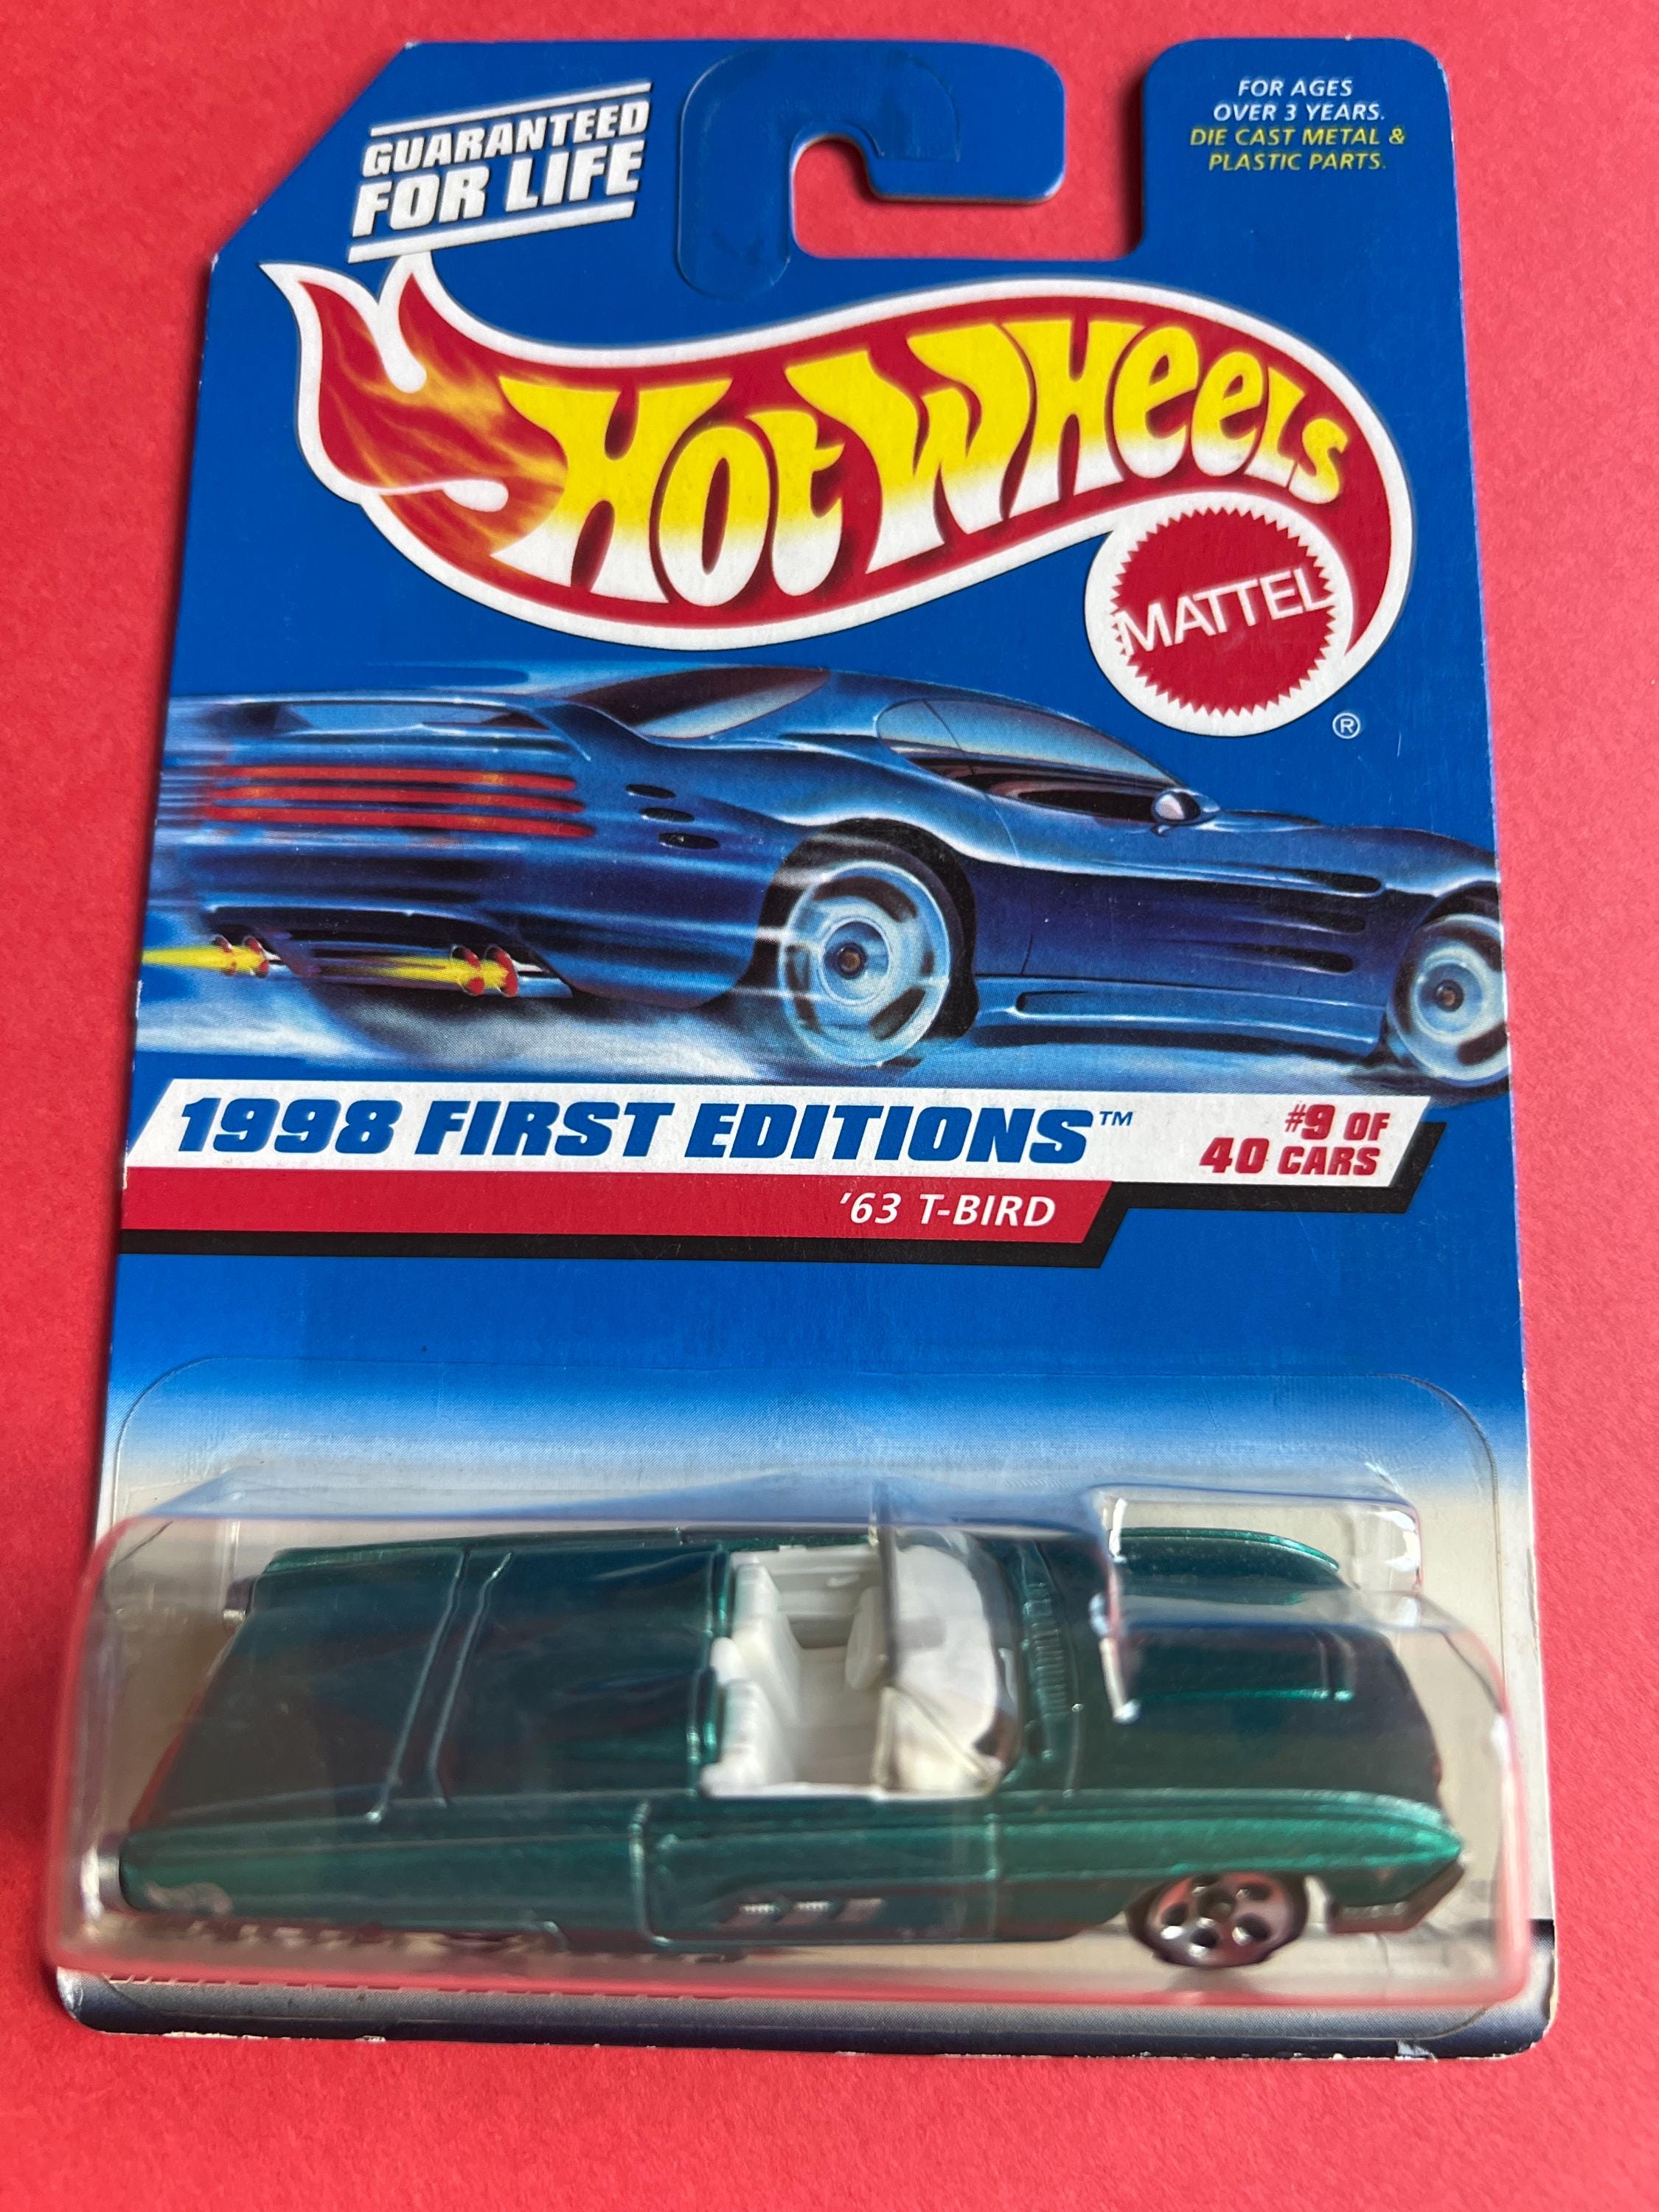 GUARANTEED
FOR LIFE
FOR AGES
OVER 3 YEARS.
DIE CAST METAL &
PLASTIC PARTS.
HOT WHEELS
MATTEL
®
1998 FIRST EDITIONS™
#9 OF
40 CARS
'63 T-BIRD